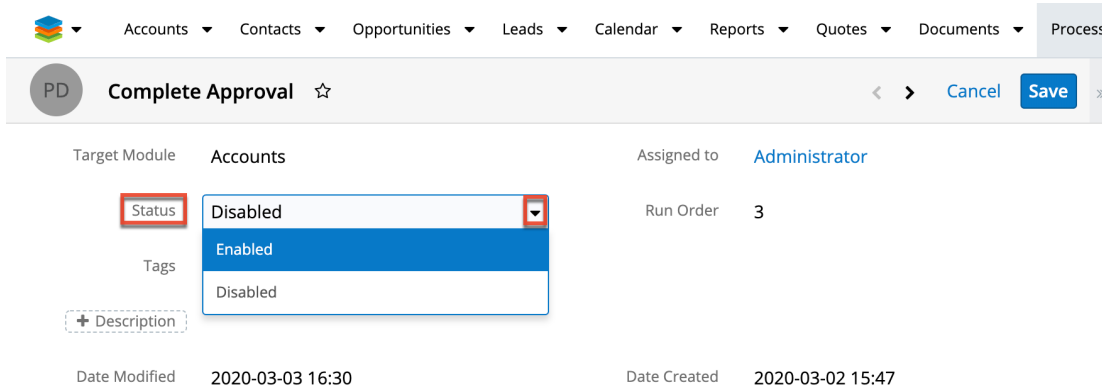 Accounts Contacts Opportunities Leads Calendar Reports Quotes Documents Process
PD Complete Approval Cancel Save
Target Module Accounts Assigned to Administrator
Status Disabled Run Order 3
Enabled
Tags
Disabled
+ Description
Date Modified 2020-03-03 16:30 Date Created 2020-03-02 15:47